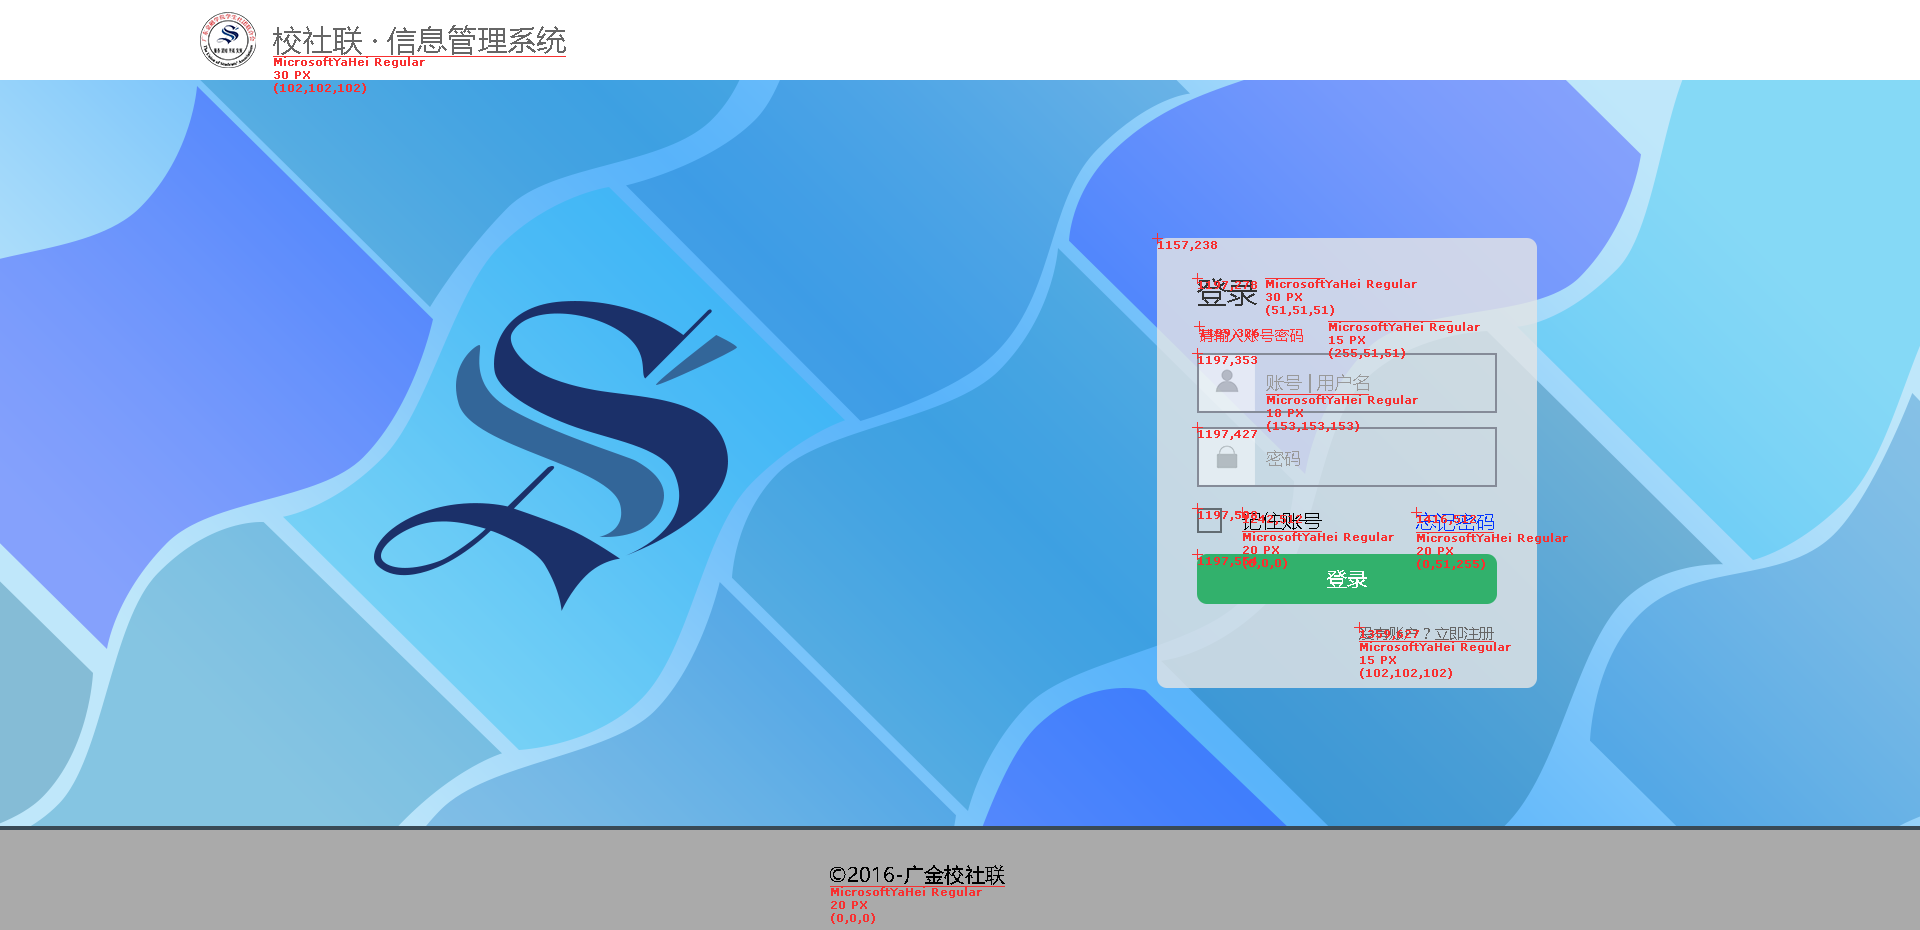 校社联 · 信息管理系统
MicrosoftYaHei Regular
30 PX
(102,102,102)
1157,238
登录
MicrosoftYaHei Regular
30 PX
(51,51,51)
请输入账号密码
MicrosoftYaHei Regular
15 PX
(255,51,51)
1197,353
账号 | 用户名
MicrosoftYaHei Regular
18 PX
(153,153,153)
1197,427
密码
记住账号
MicrosoftYaHei Regular
20 PX
(0,0,0)
忘记密码
MicrosoftYaHei Regular
20 PX
(0,51,255)
登录
没有账户？立即注册
MicrosoftYaHei Regular
15 PX
(102,102,102)
©2016-广金校社联
MicrosoftYaHei Regular
20 PX
(0,0,0)